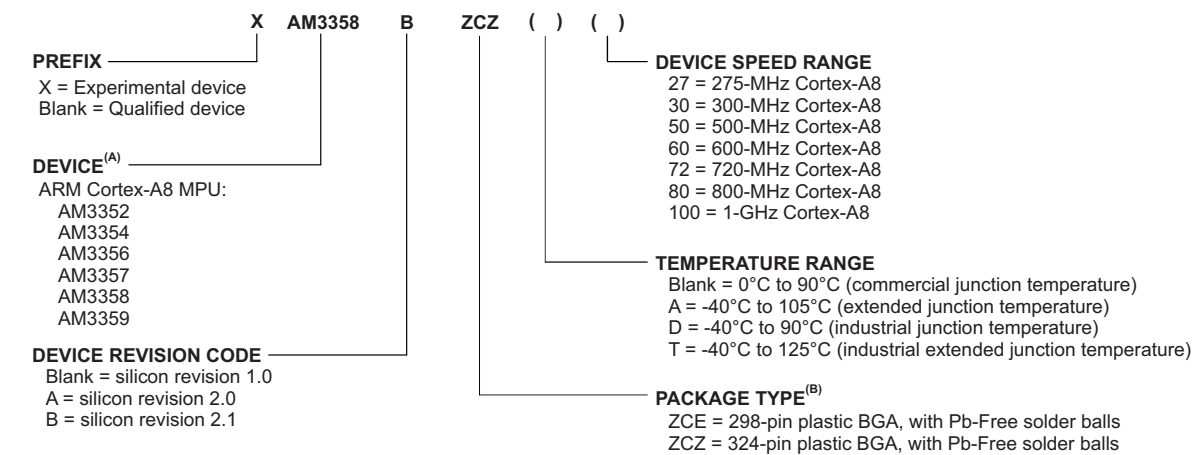 X AM3358 B ZCZ ( ) ( )
PREFIX
X = Experimental device
Blank = Qualified device
DEVICE(A)
ARM Cortex-A8 MPU:
AM3352
AM3354
AM3356
AM3357
AM3358
AM3359
DEVICE REVISION CODE
Blank = silicon revision 1.0
A = silicon revision 2.0
B = silicon revision 2.1
DEVICE SPEED RANGE
27 = 275-MHz Cortex-A8
30 = 300-MHz Cortex-A8
50 = 500-MHz Cortex-A8
60 = 600-MHz Cortex-A8
72 = 720-MHz Cortex-A8
80 = 800-MHz Cortex-A8
100 = 1-GHz Cortex-A8
TEMPERATURE RANGE
Blank = 0°C to 90°C (commercial junction temperature)
A = -40°C to 105°C (extended junction temperature)
D = -40°C to 90°C (industrial junction temperature)
T = -40°C to 125°C (industrial extended junction temperature)
PACKAGE TYPE(B)
ZCE = 298-pin plastic BGA, with Pb-Free solder balls
ZCZ = 324-pin plastic BGA, with Pb-Free solder balls